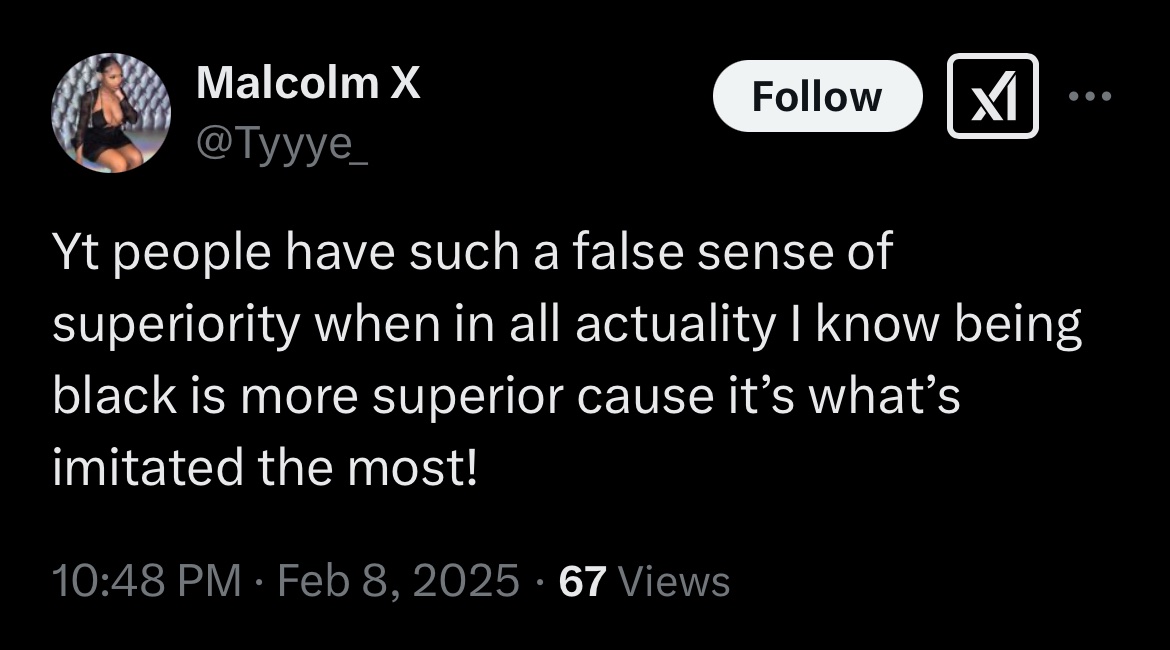 Malcolm X
@Tyyye_
Follow
Yt people have such a false sense of
superiority when in all actuality I know being
black is more superior cause it’s what’s
imitated the most!
10:48 PM · Feb 8, 2025 · 67 Views